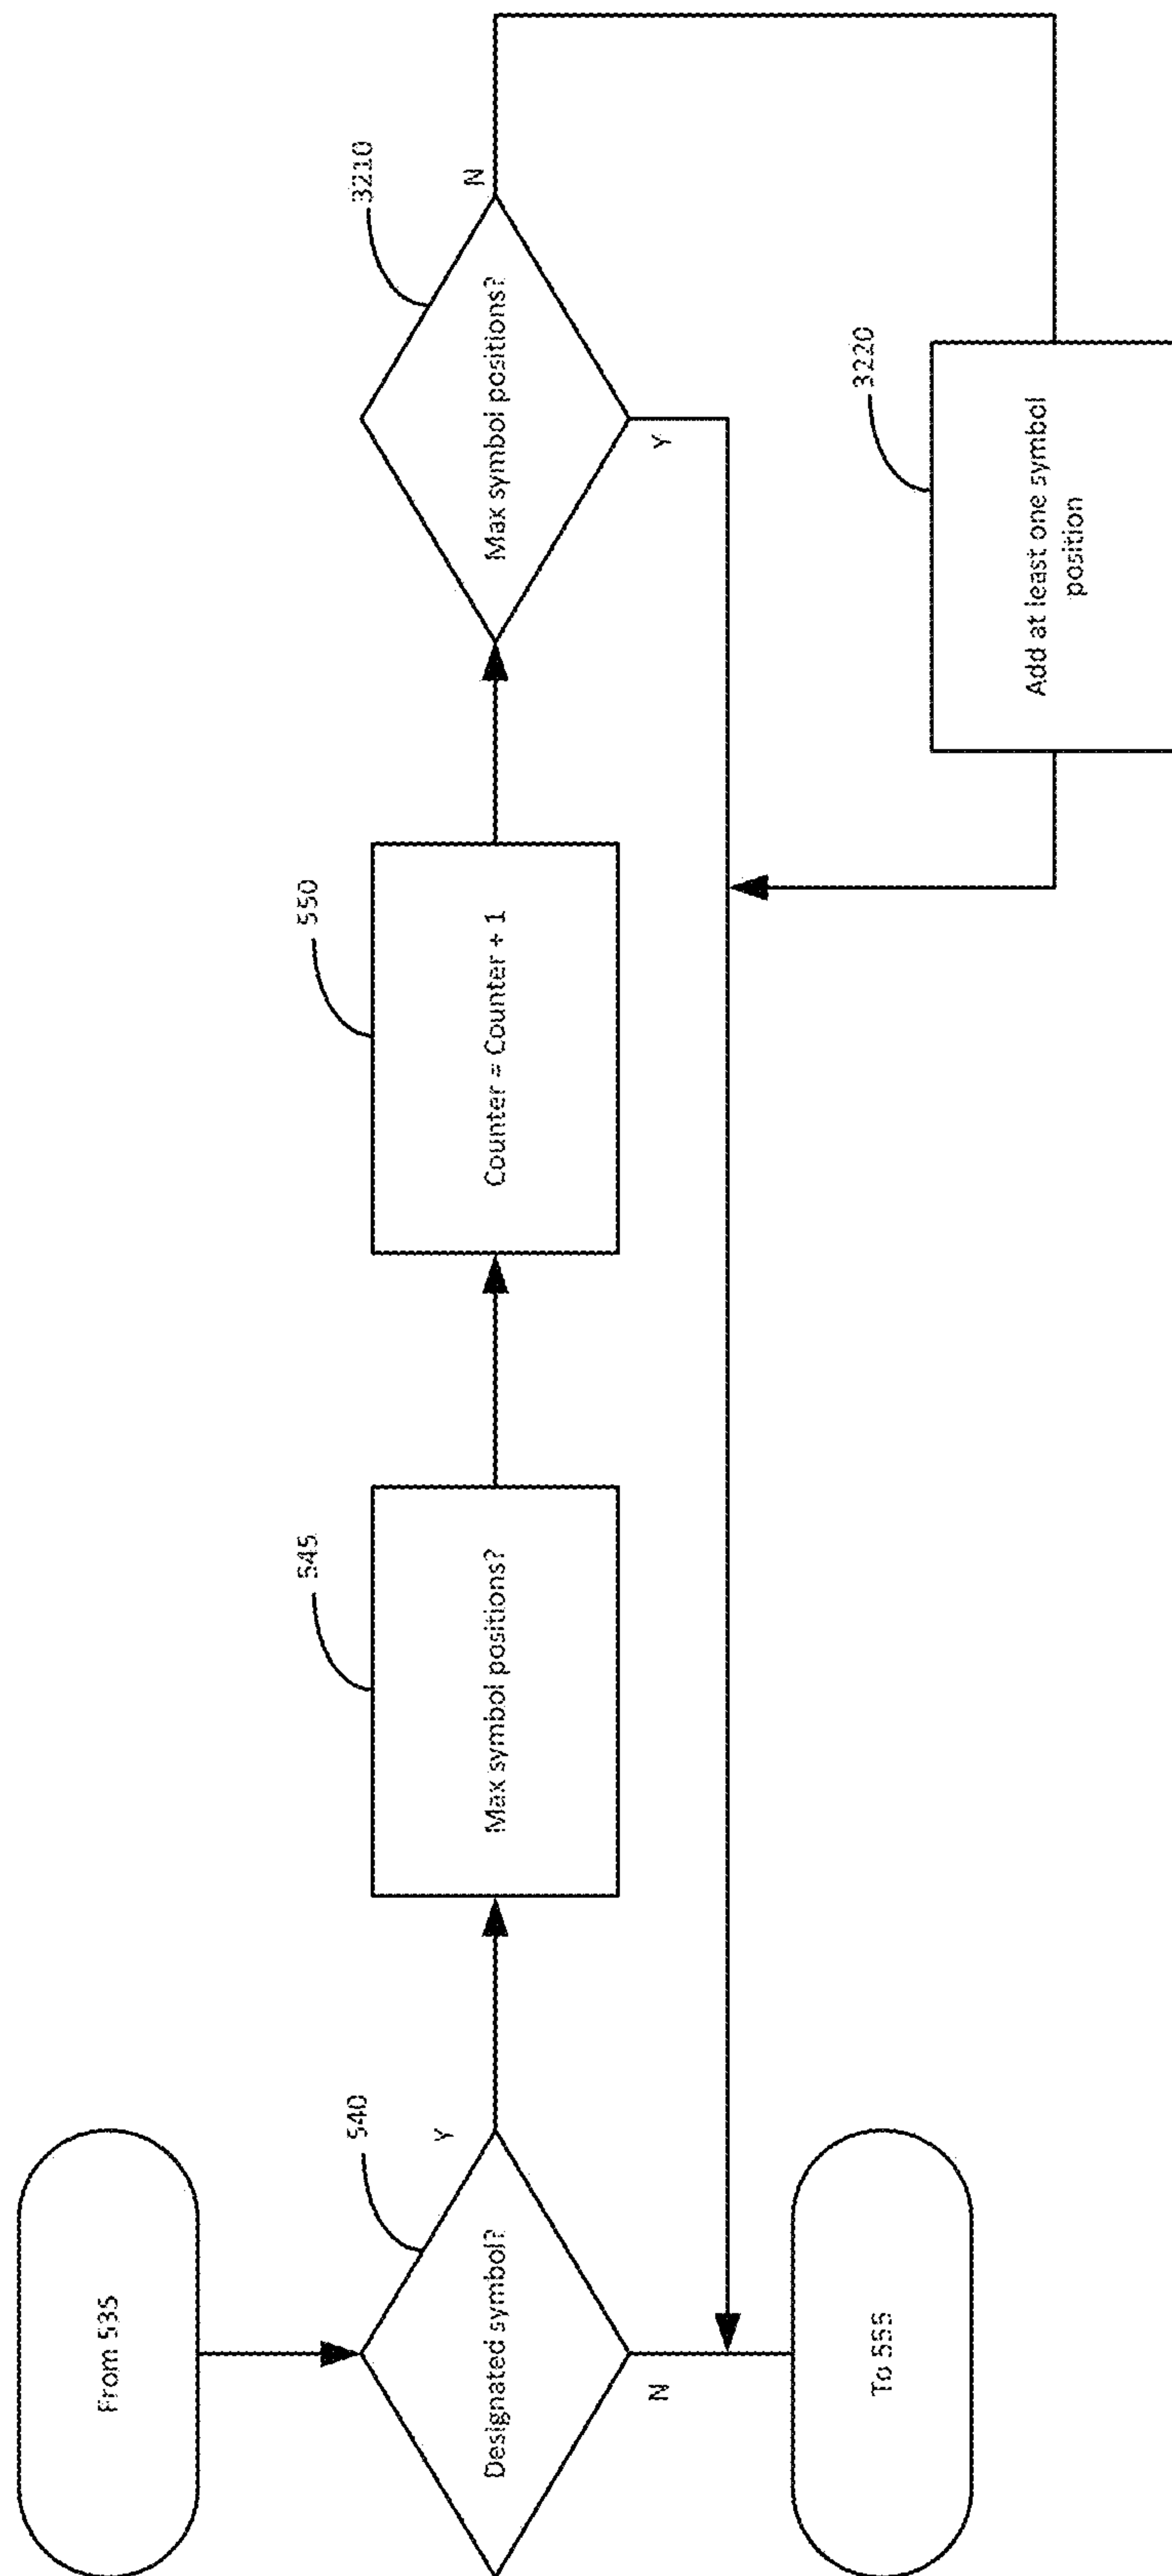 From 535
540
Designated symbol?
Y
N
545
Max symbol positions?
550
Counter = Counter + 1
3210
Max symbol positions?
N
Y
3220
Add at least one symbol
position
To 555